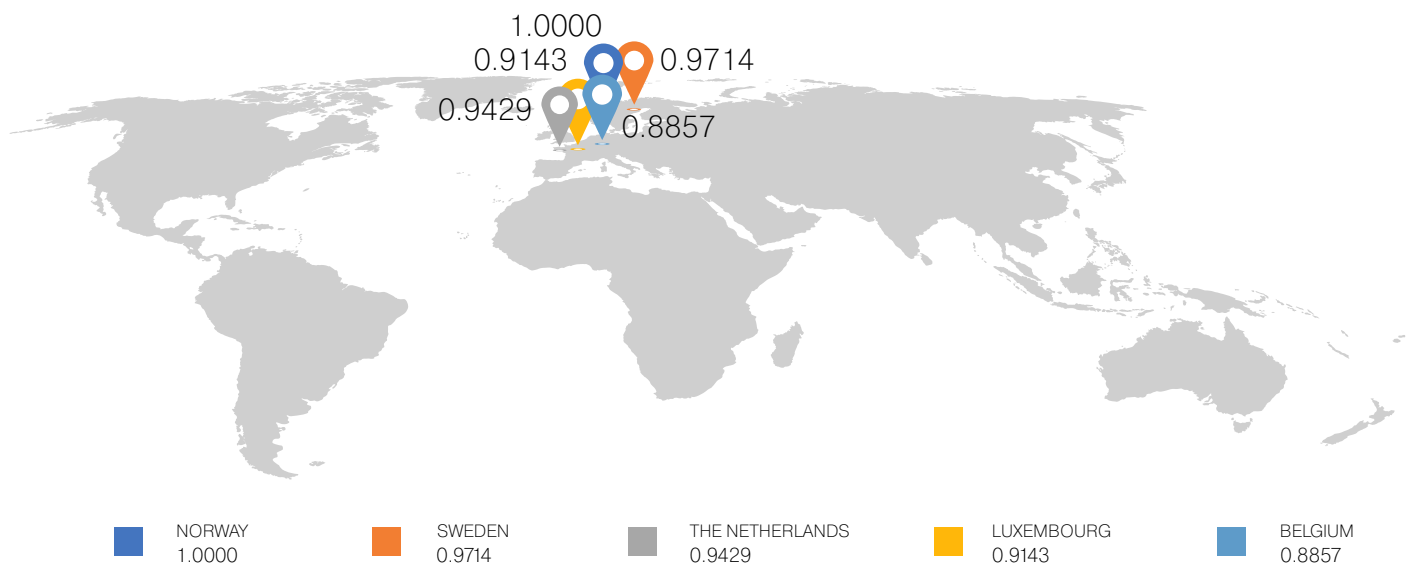 1.0000
0.9143
0.9714
0.9429
0.8857
NORWAY
1.0000
SWEDEN
0.9714
THE NETHERLANDS
0.9429
LUXEMBOURG
0.9143
BELGIUM
0.8857